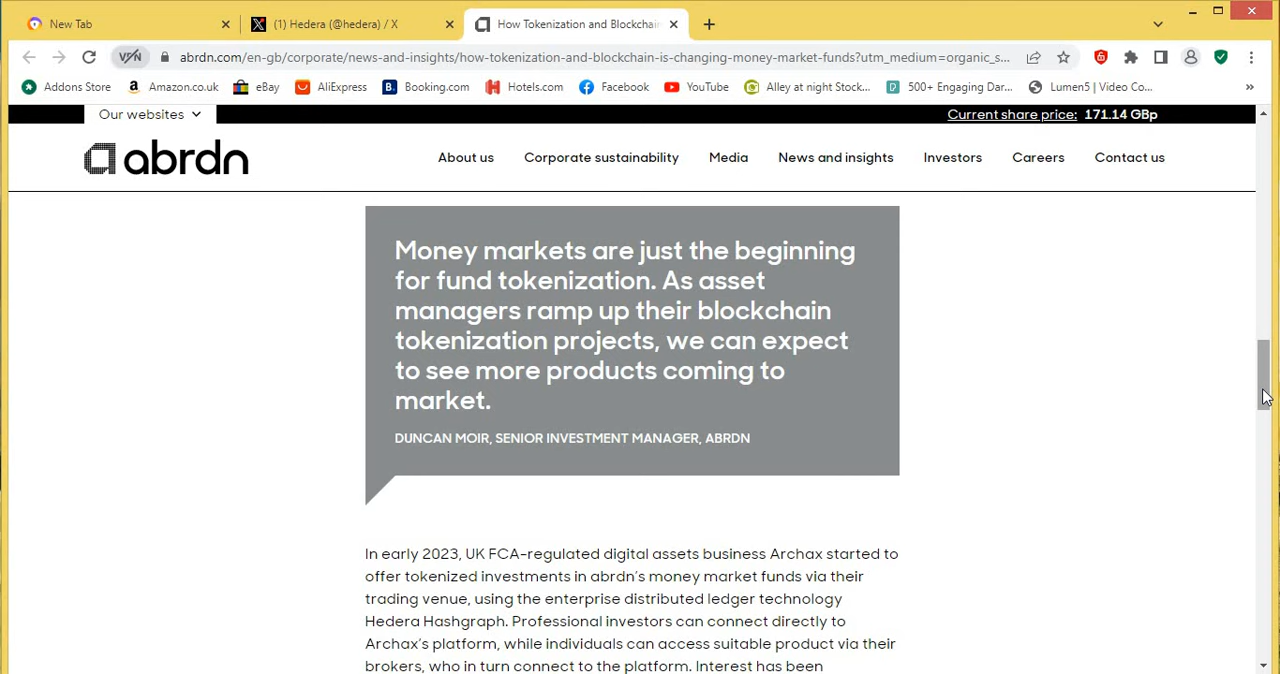 New Tab
(1) Hedera (@hedera) / X
How Tokenization and Blockchain
VPN
abrdn.com/en-gb/corporate/news-and-insights/how-tokenization-and-blockchain-is-changing-money-market-funds?utm_medium=organic_s...
Addons Store
Amazon.co.uk
eBay
AliExpress
Booking.com
Hotels.com
Facebook
YouTube
Alley at night Stock...
500+ Engaging Dar...
Lumen5 | Video Co...
Our websites
Current share price: 171.14 GBp
abrdn
About us
Corporate sustainability
Media
News and insights
Investors
Careers
Contact us
Money markets are just the beginning
for fund tokenization. As asset
managers ramp up their blockchain
tokenization projects, we can expect
to see more products coming to
market.
DUNCAN MOIR, SENIOR INVESTMENT MANAGER, ABRDN
In early 2023, UK FCA-regulated digital assets business Archax started to
offer tokenized investments in abrdn's money market funds via their
trading venue, using the enterprise distributed ledger technology
Hedera Hashgraph. Professional investors can connect directly to
Archax's platform, while individuals can access suitable product via their
brokers, who in turn connect to the platform. Interest has been